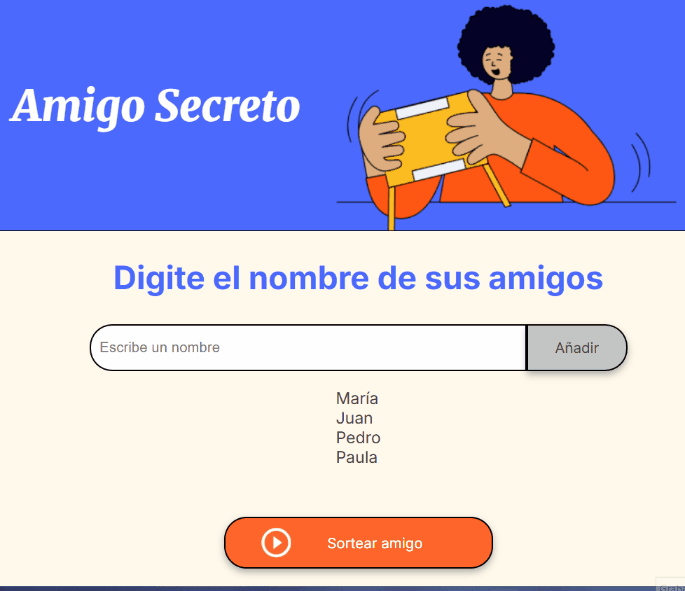 Amigo Secreto
Digite el nombre de sus amigos
Escribe un nombre
Añadir
María
Juan
Pedro
Paula
Sortear amigo